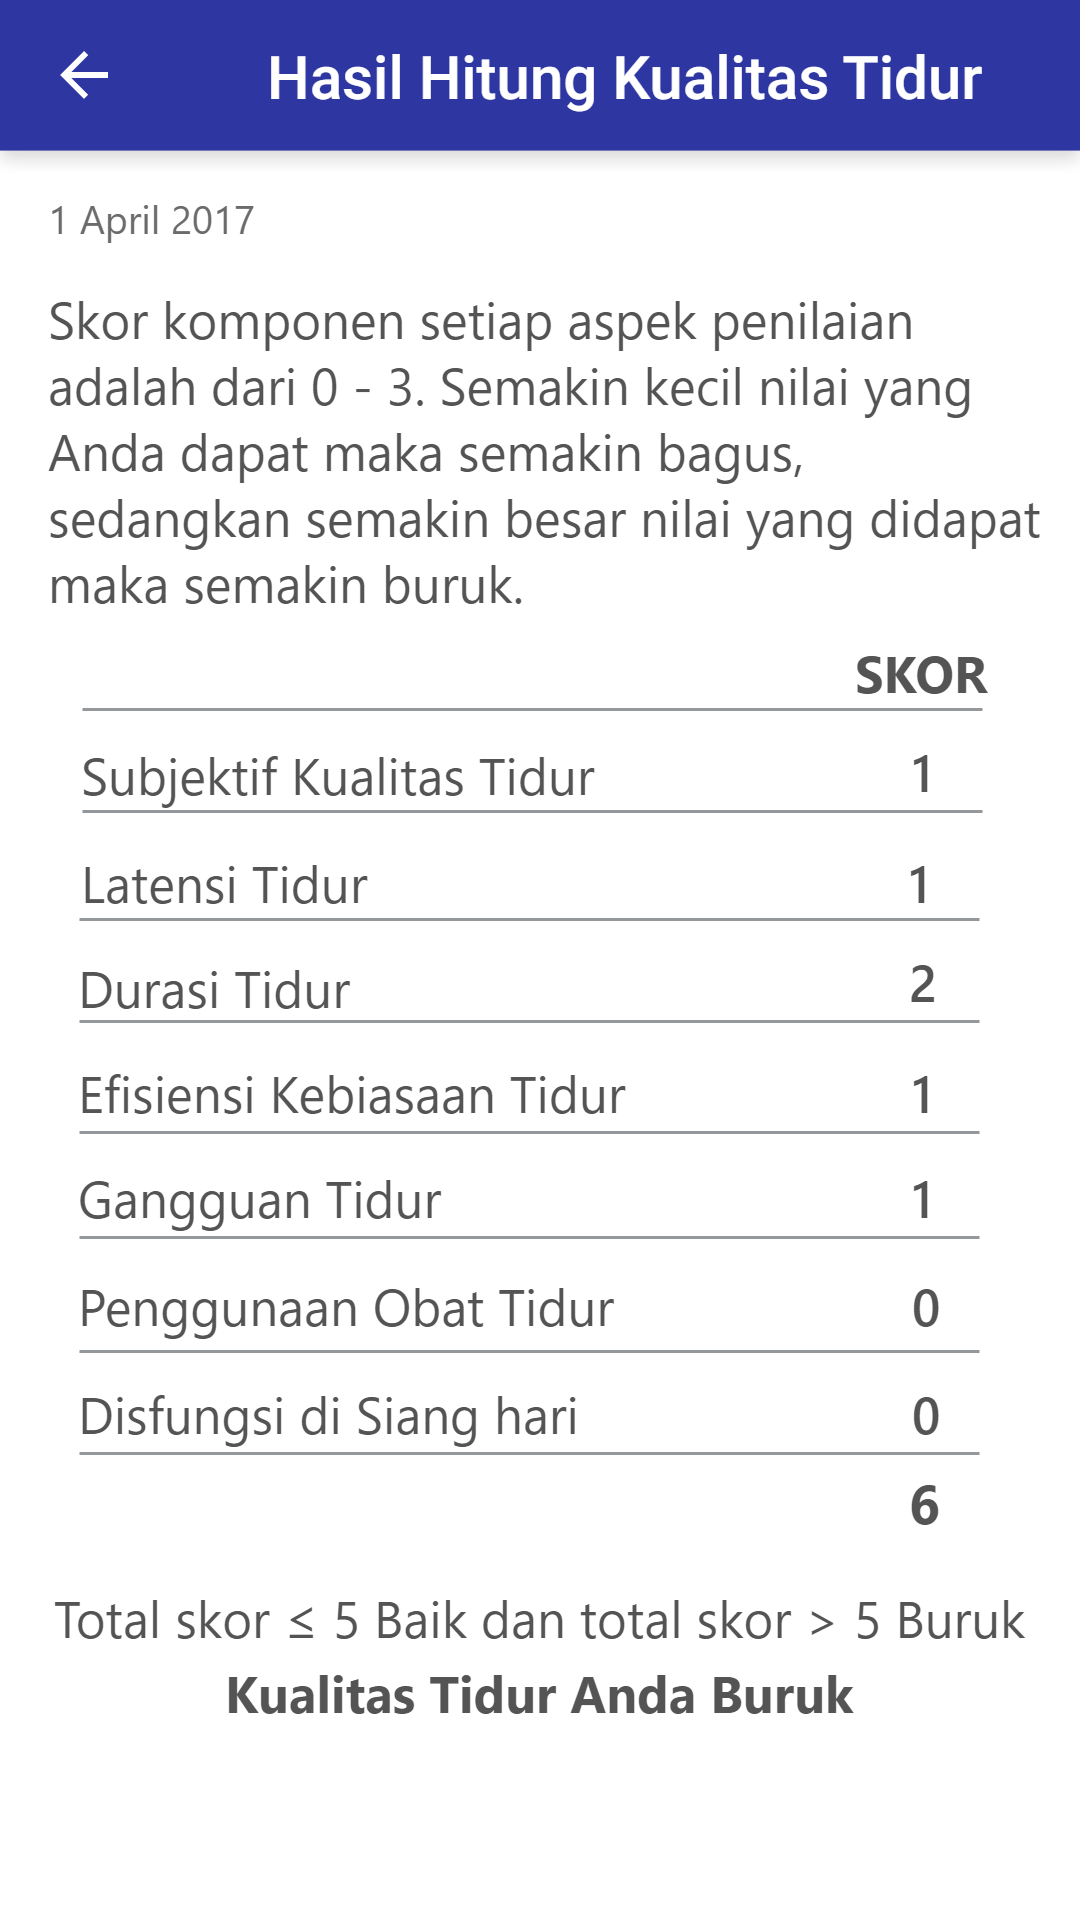 Hasil Hitung Kualitas Tidur
1 April 2017
Skor komponen setiap aspek penilaian
adalah dari 0 - 3. Semakin kecil nilai yang
Anda dapat maka semakin bagus,
sedangkan semakin besar nilai yang didapat
maka semakin buruk.
SKOR
Subjektif Kualitas Tidur 1
Latensi Tidur 1
Durasi Tidur 2
Efisiensi Kebiasaan Tidur 1
Gangguan Tidur 1
Penggunaan Obat Tidur 0
Disfungsi di Siang hari 0
6
Total skor ≤ 5 Baik dan total skor > 5 Buruk
Kualitas Tidur Anda Buruk